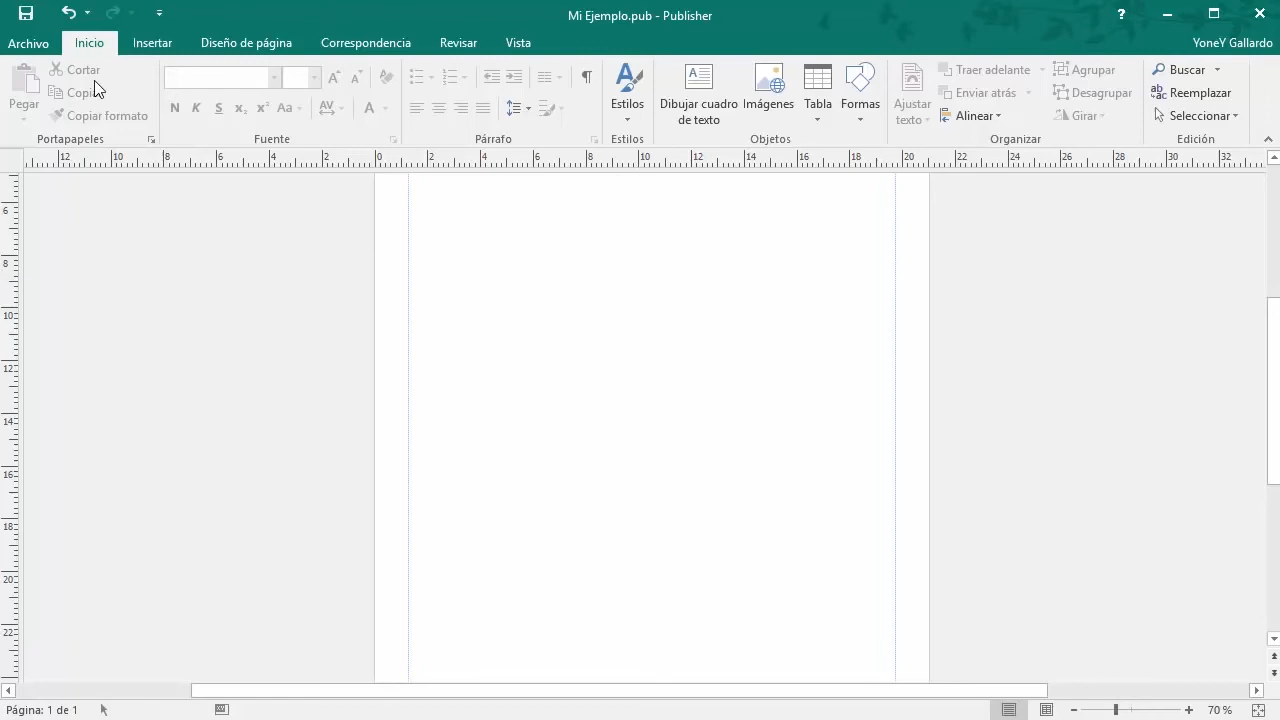 Mi Ejemplo.pub - Publisher
?
Archivo Inicio Insertar Diseño de página Correspondencia Revisar Vista YoneY Gallardo
Pegar
Cortar
Copiar formato
Portapapeles
N K S x₂ x² Aa AV A
Fuente
Párrafo
Estilos
Estilos
Dibujar cuadro
de texto
Imágenes
Tabla
Formas
Objetos
Ajustar
texto
Traer adelante
Enviar atrás
Alinear
Agrupar
Desagrupar
Girar
Organizar
Buscar
Reemplazar
Seleccionar
Edición
12 10 8 6 4 2 0 2 4 6 8 10 12 14 16 18 20 22 24 26 28 30 32
6
8
10
12
14
16
18
20
22
Página: 1 de 1 70 %